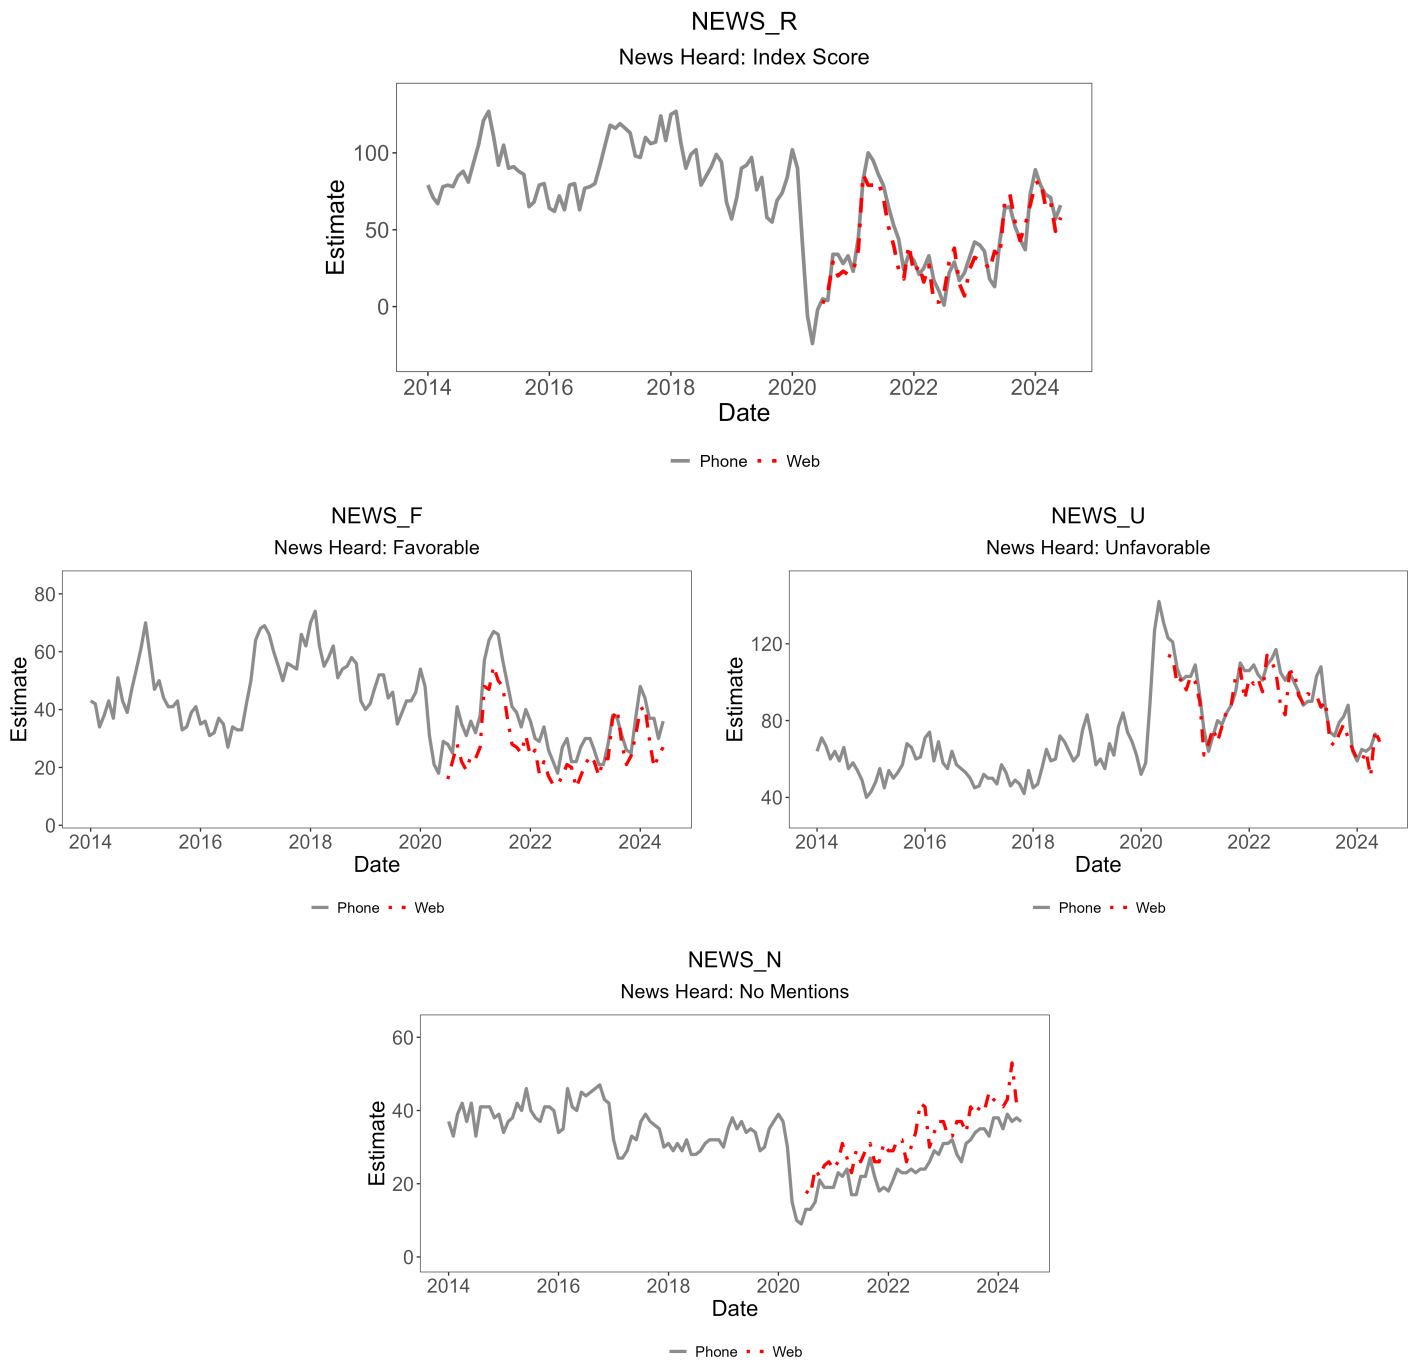 NEWS_R
News Heard: Index Score
Estimate
100
50
0
2014 2016 2018 2020 2022 2024
Date
Phone Web
NEWS_F
News Heard: Favorable
Estimate
80
60
40
20
0
2014 2016 2018 2020 2022 2024
Date
Phone Web
NEWS_U
News Heard: Unfavorable
Estimate
120
80
40
2014 2016 2018 2020 2022 2024
Date
Phone Web
NEWS_N
News Heard: No Mentions
Estimate
60
40
20
0
2014 2016 2018 2020 2022 2024
Date
Phone Web